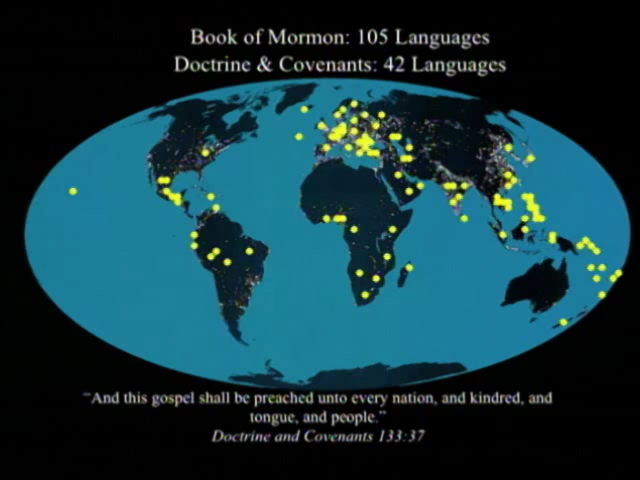 Book of Mormon: 105 Languages
Doctrine & Covenants: 42 Languages
“And this gospel shall be preached unto every nation, and kindred, and
tongue, and people.”
Doctrine and Covenants 133:37